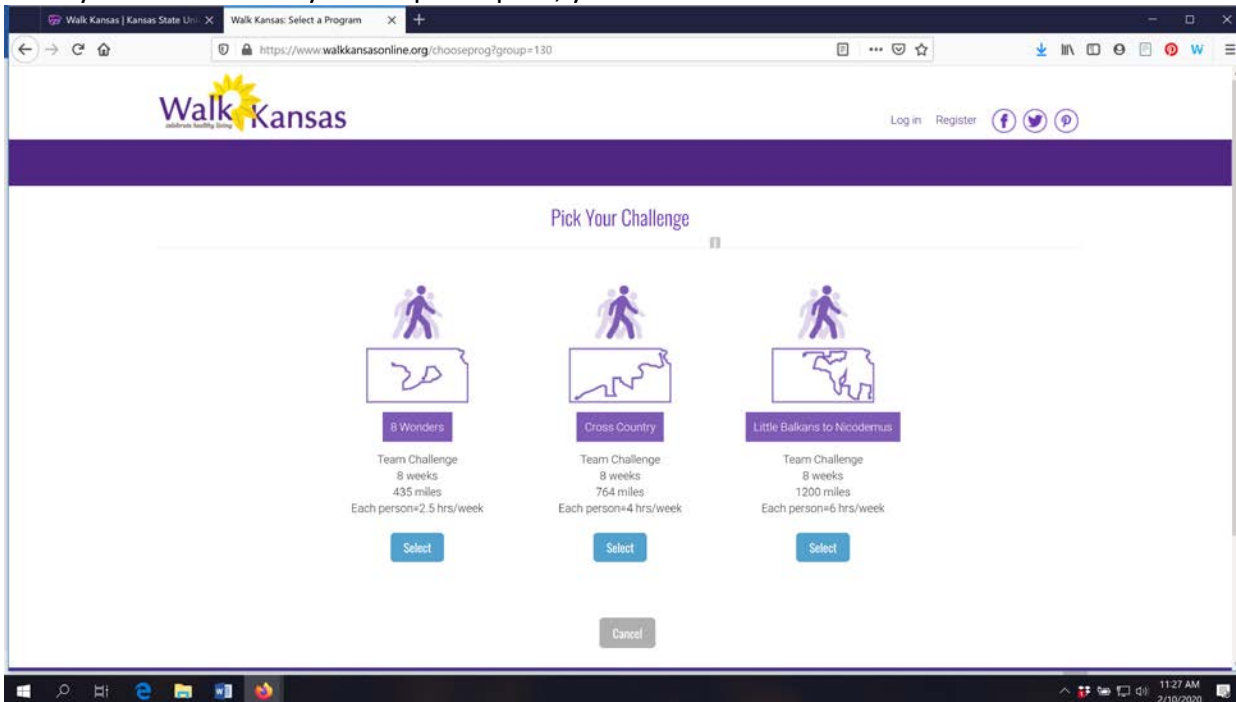 Walk Kansas | Kansas State Uni
Walk Kansas: Select a Program
https://www.walkkansasonline.org/chooseprog?group=130
Walk Kansas
celebrate healthy living
Log in Register
Pick Your Challenge
8 Wonders
Team Challenge
8 weeks
435 miles
Each person=2.5 hrs/week
Select
Cross Country
Team Challenge
8 weeks
764 miles
Each person=4 hrs/week
Select
Little Balkans to Nicodemus
Team Challenge
8 weeks
1200 miles
Each person=6 hrs/week
Select
Cancel
11:27 AM
2/10/2020